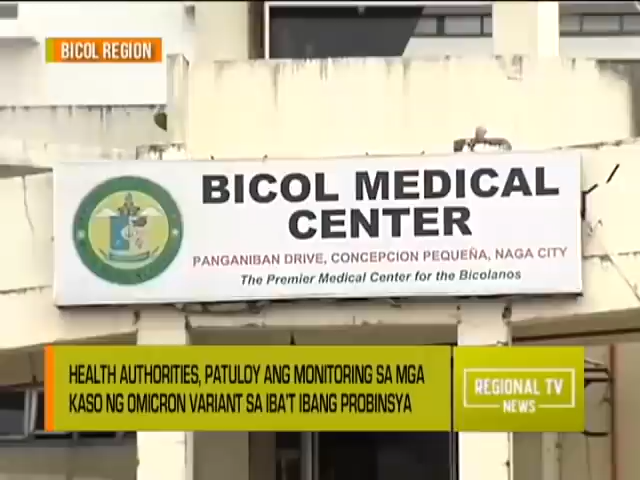 BICOL REGION
BICOL MEDICAL
CENTER
PANGANIBAN DRIVE, CONCEPCION PEQUEÑA, NAGA CITY
The Premier Medical Center for the Bicolanos
HEALTH AUTHORITIES, PATULOY ANG MONITORING SA MGA
KASO NG OMICRON VARIANT SA IBA'T IBANG PROBINSYA
REGIONAL TV
NEWS